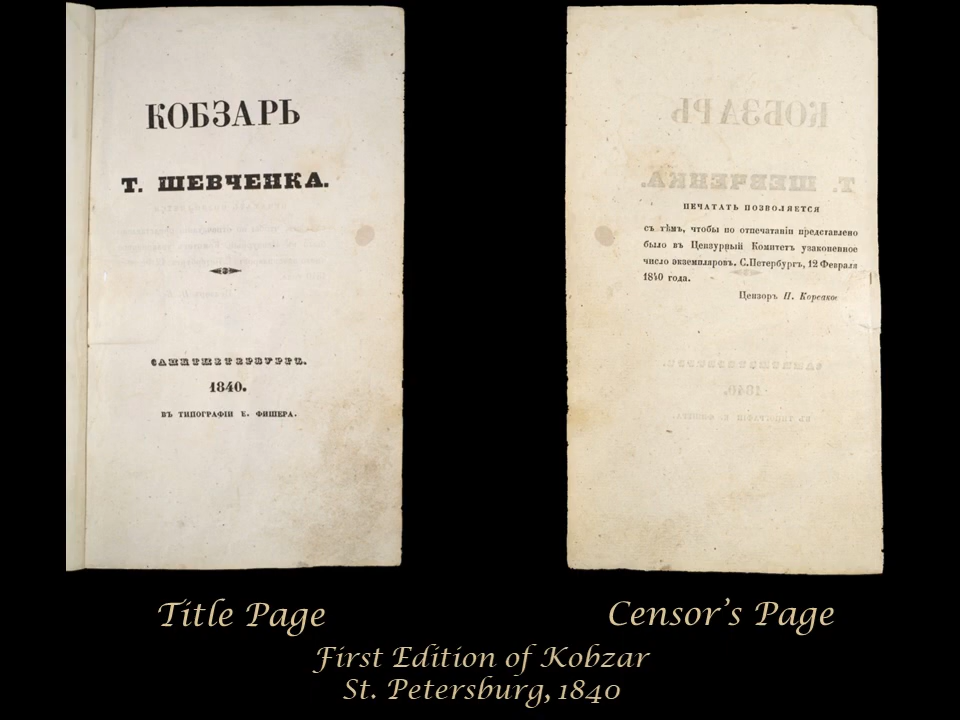 КОБЗАРЬ
Т. ШЕВЧЕНКА.
САНКТПЕТЕРБУРГЪ.
1840.
ВЪ ТИПОГРАФІИ Е. ФИШЕРА.
ПЕЧАТАТЬ ПОЗВОЛЯЕТСЯ
съ тѣмъ, чтобы по отпечатаніи представлено
было въ Цензурный Комитетъ узаконенное
число экземпляровъ. С.Петербургъ, 12 Февраля
1840 года.
Цензоръ П. Корсаков
Title Page
Censor’s Page
First Edition of Kobzar
St. Petersburg, 1840